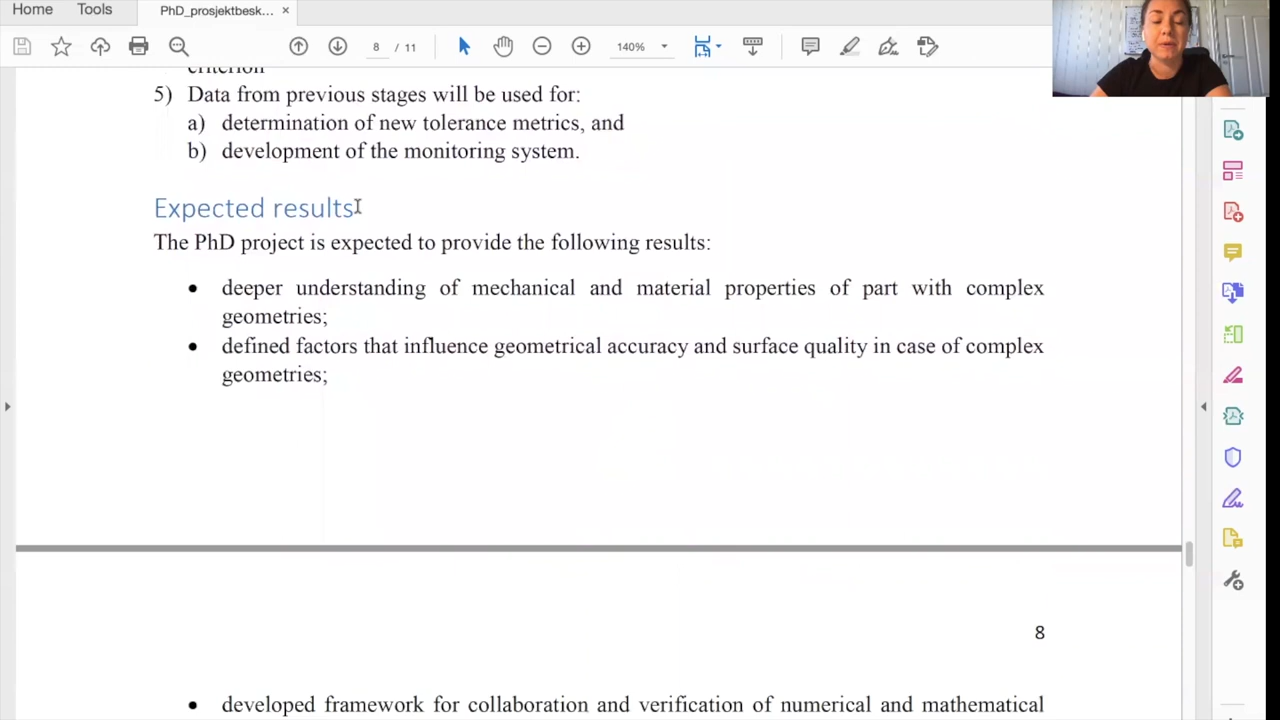 Home Tools PhD_prosjektbesk... ×
8 / 11 140%
criterion
5) Data from previous stages will be used for:
a) determination of new tolerance metrics, and
b) development of the monitoring system.
Expected results
The PhD project is expected to provide the following results:
• deeper understanding of mechanical and material properties of part with complex
geometries;
• defined factors that influence geometrical accuracy and surface quality in case of complex
geometries;
8
• developed framework for collaboration and verification of numerical and mathematical